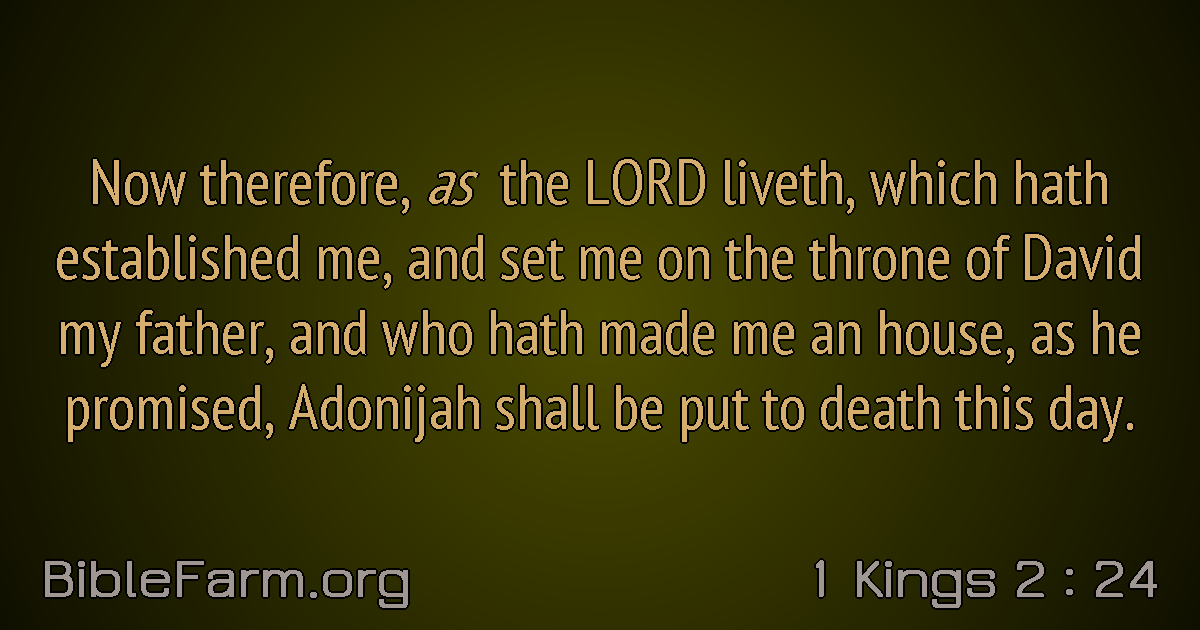 Now therefore, as the LORD liveth, which hath
established me, and set me on the throne of David
my father, and who hath made me an house, as he
promised, Adonijah shall be put to death this day.
BibleFarm.org
1 Kings 2 : 24